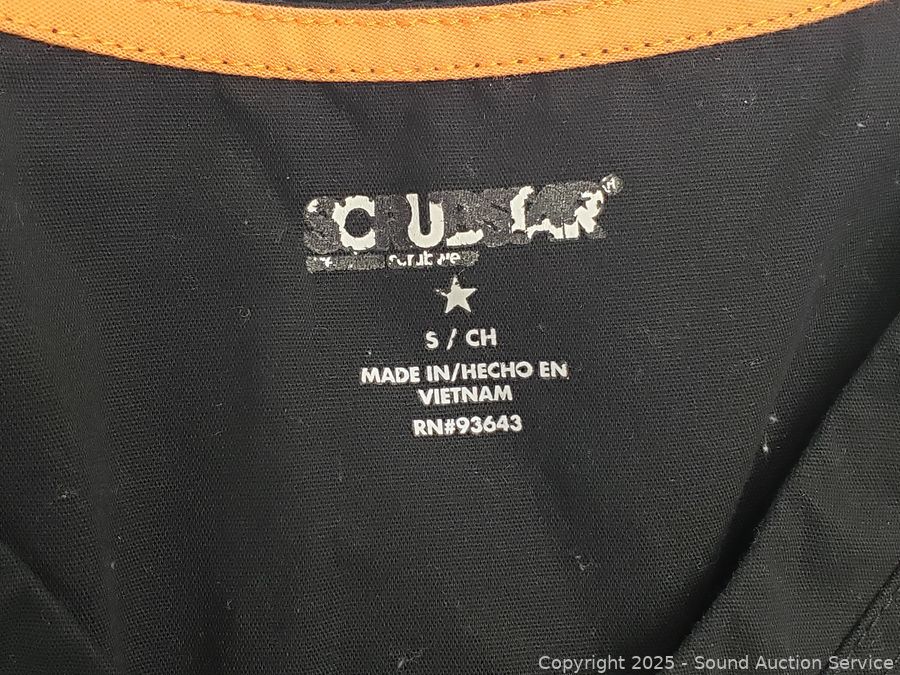 SCRUBSTAR
S / CH
MADE IN/HECHO EN
VIETNAM
RN#93643
Copyright 2025 - Sound Auction Service